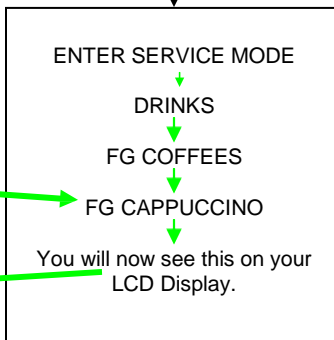 ENTER SERVICE MODE
DRINKS
FG COFFEES
FG CAPPUCCINO
You will now see this on your
LCD Display.